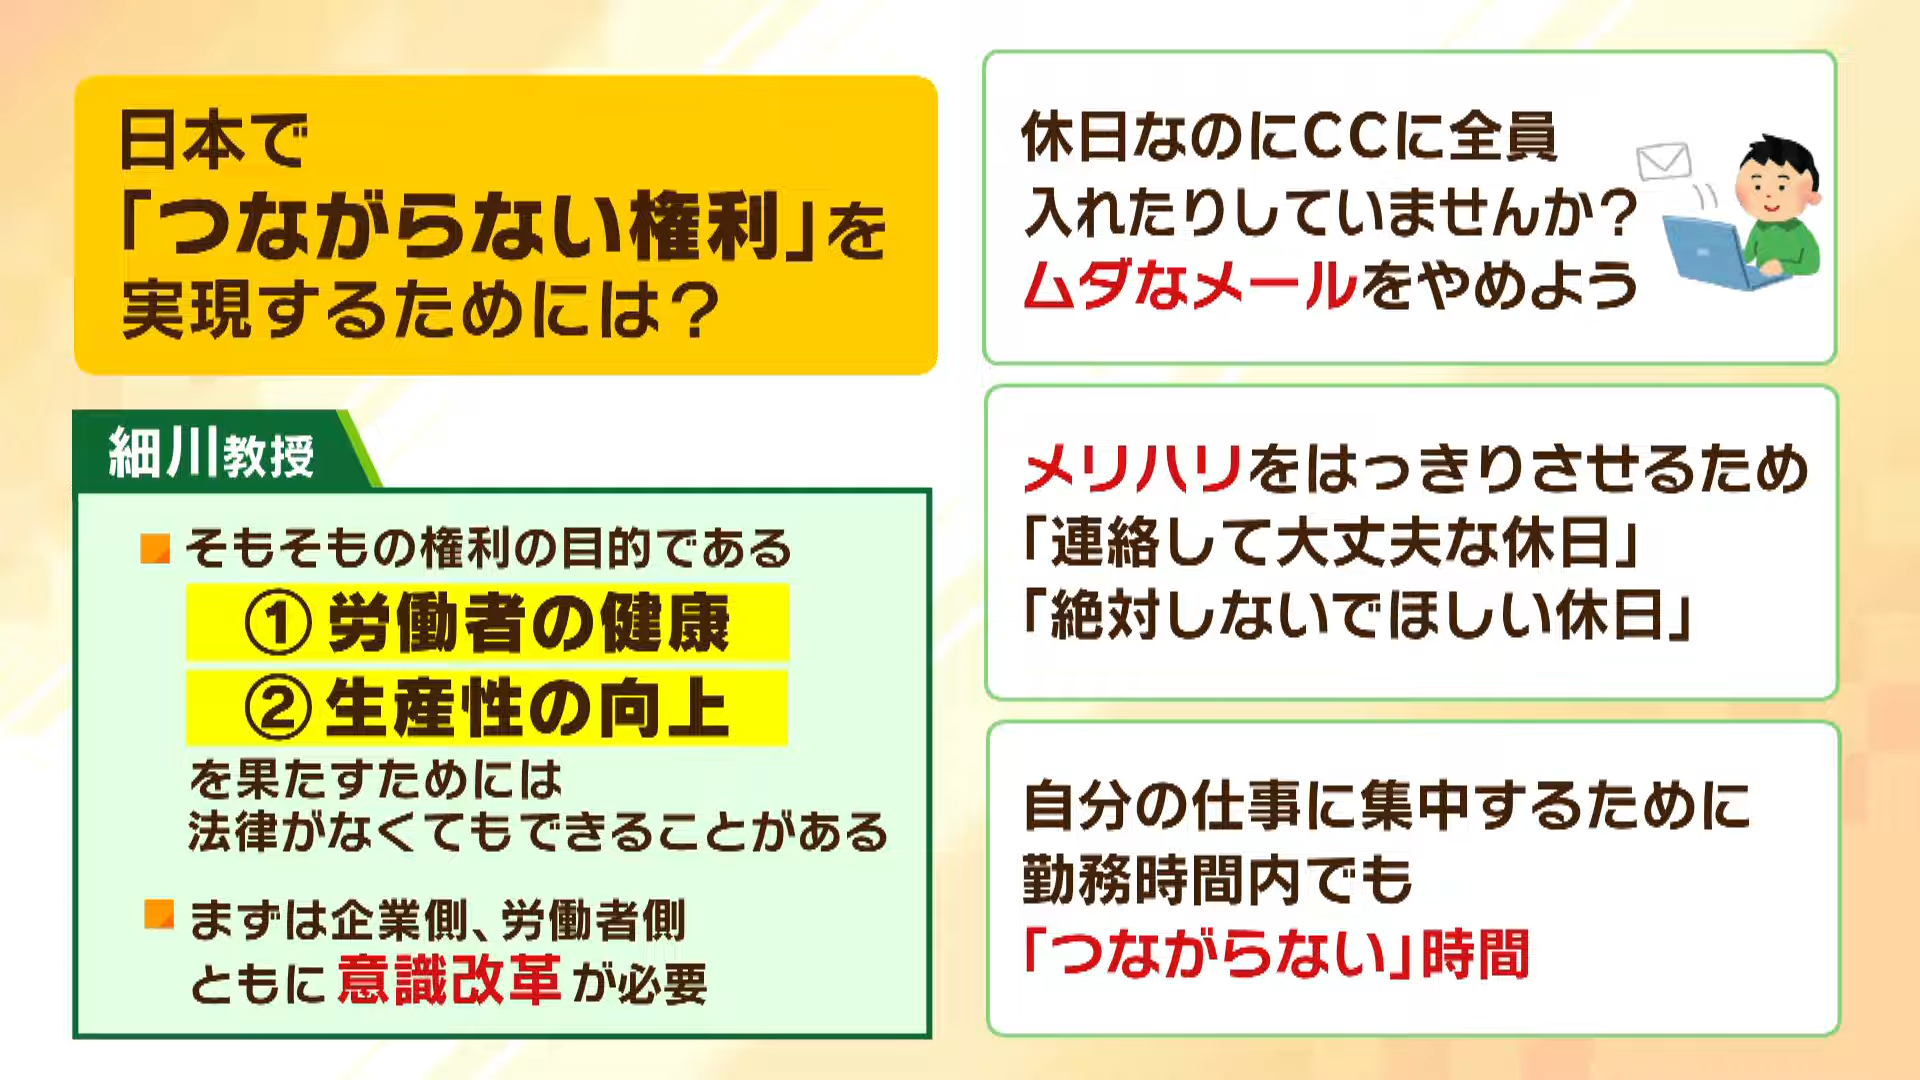 日本で
「つながらない権利」を
実現するためには？
細川教授
そもそもの権利の目的である
①労働者の健康
②生産性の向上
を果たすためには
法律がなくてもできることがある
まずは企業側、労働者側
ともに意識改革が必要
休日なのにCCに全員
入れたりしていませんか？
ムダなメールをやめよう
メリハリをはっきりさせるため
「連絡して大丈夫な休日」
「絶対しないでほしい休日」
自分の仕事に集中するために
勤務時間内でも
「つながらない」時間